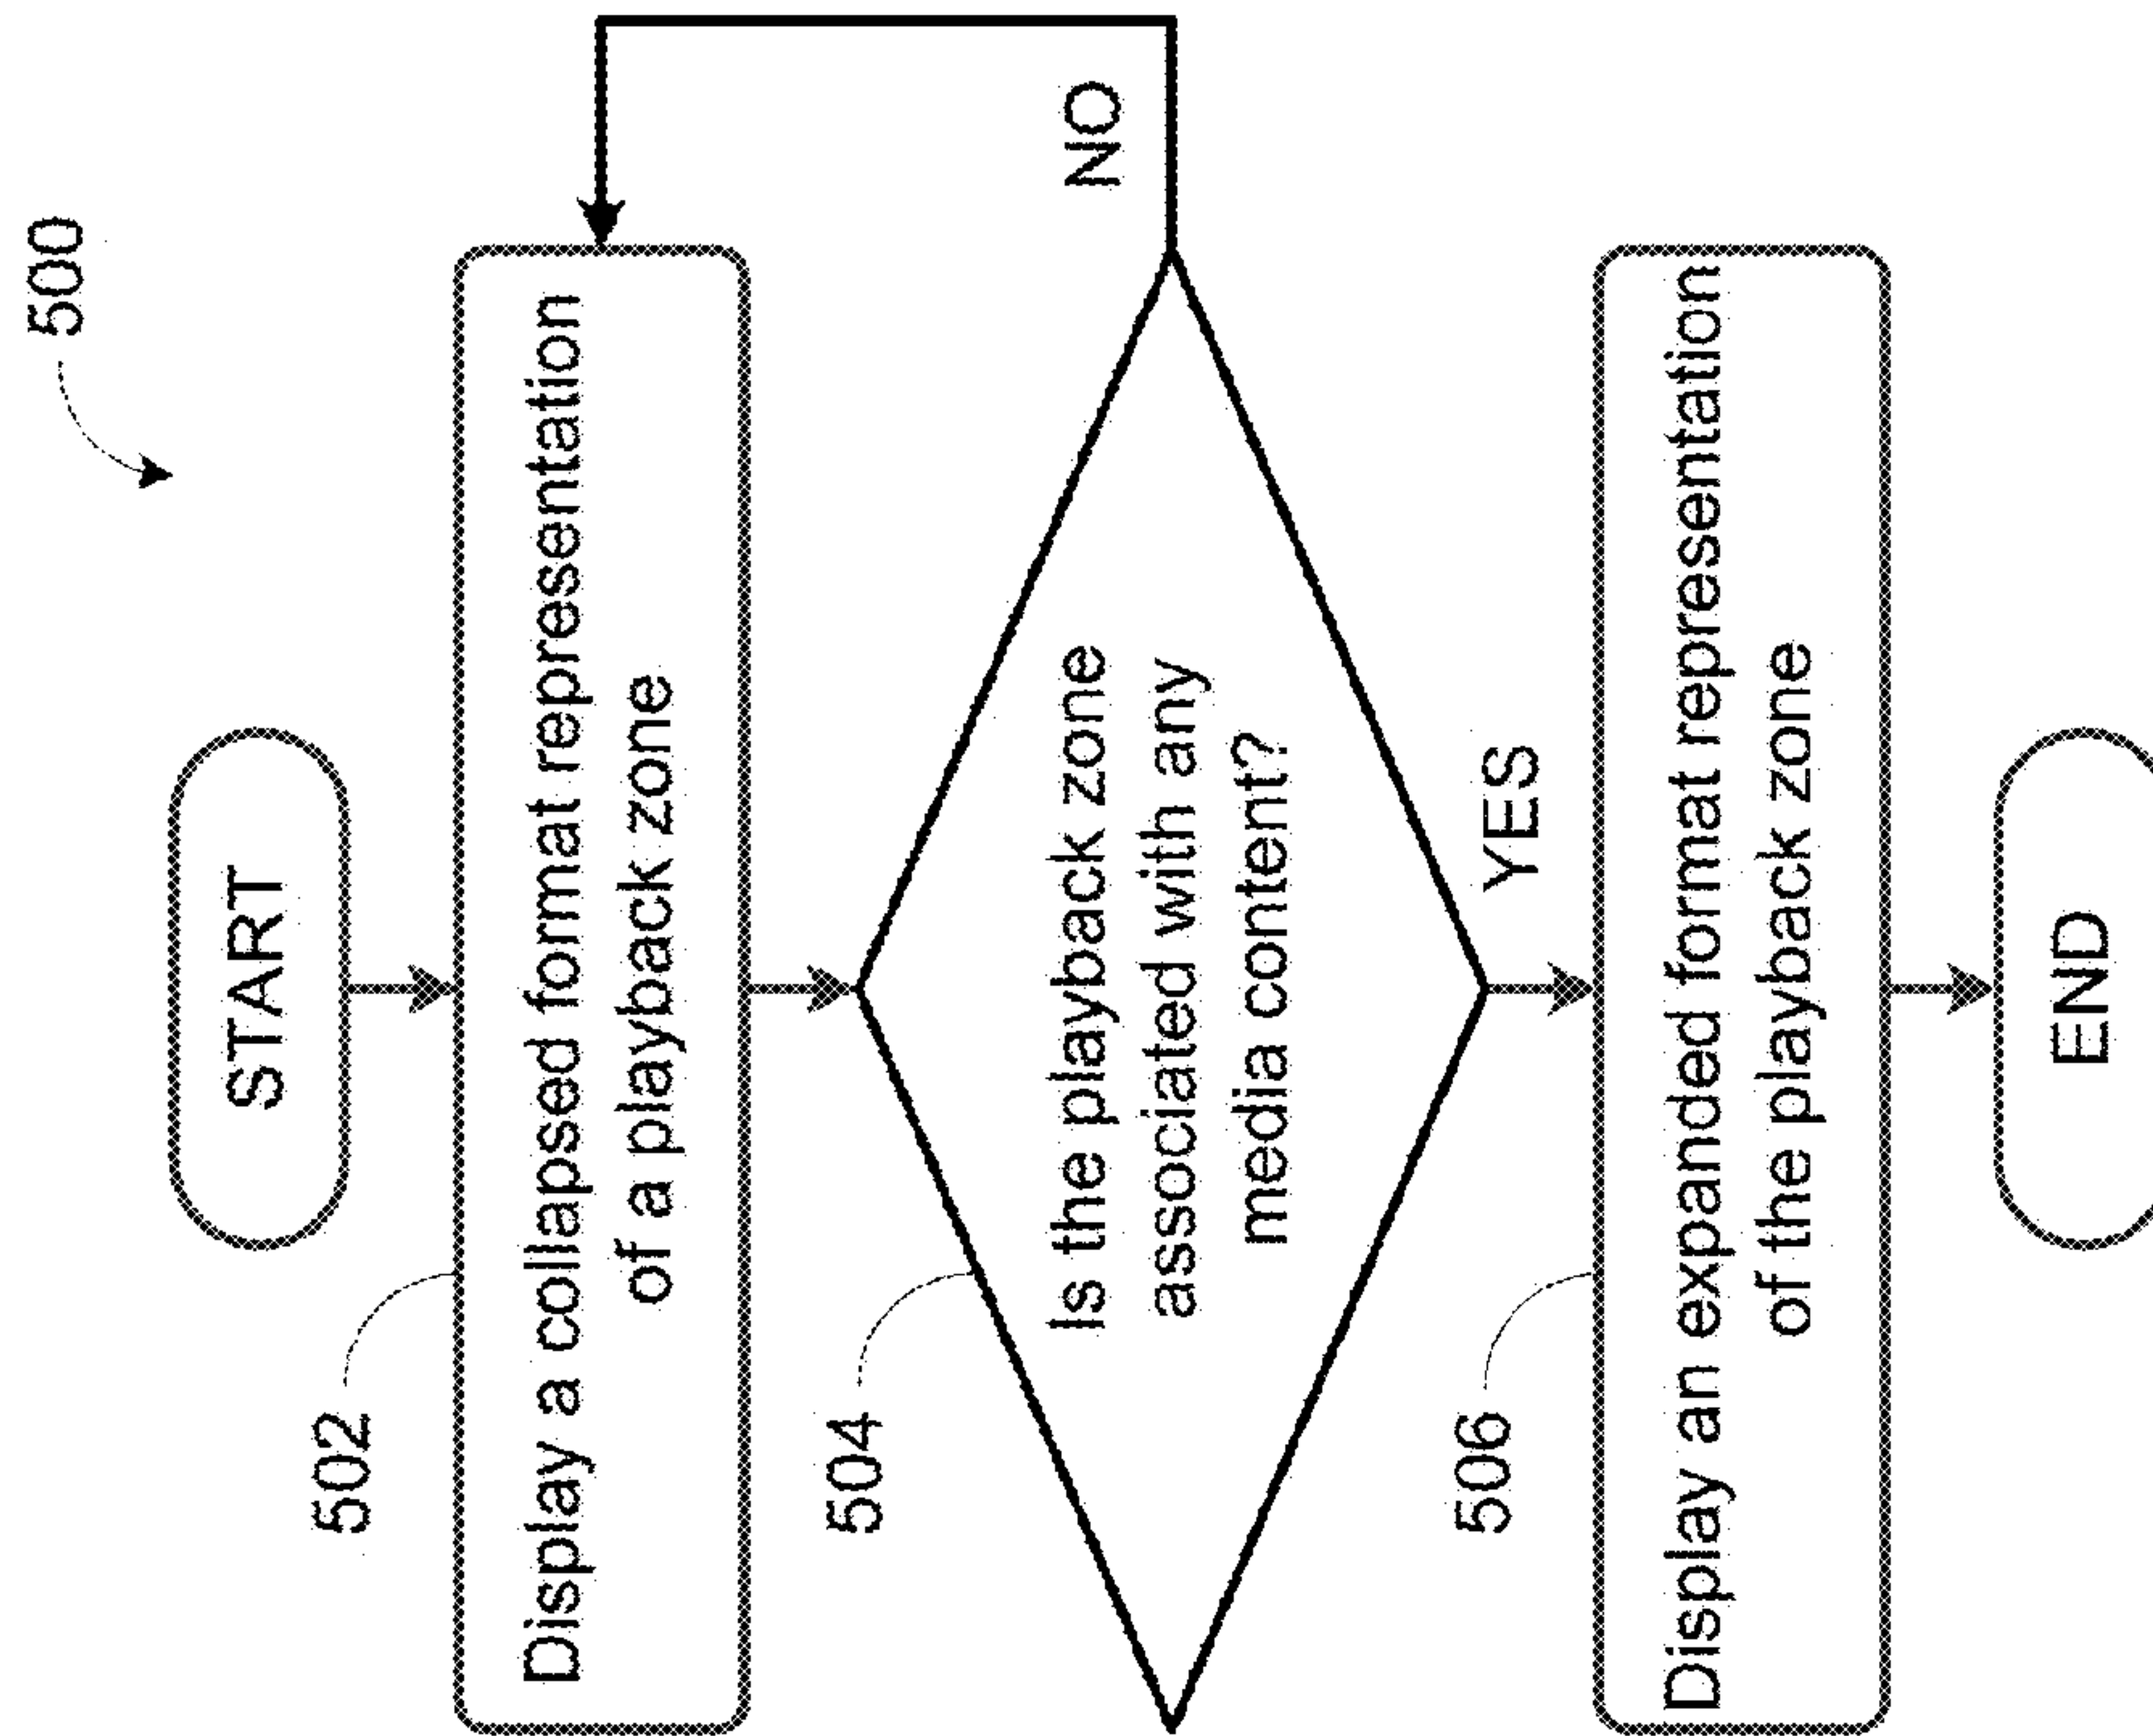 500
START
502
Display a collapsed format representation
of a playback zone
504
Is the playback zone
associated with any
media content?
NO
YES
506
Display an expanded format representation
of the playback zone
END